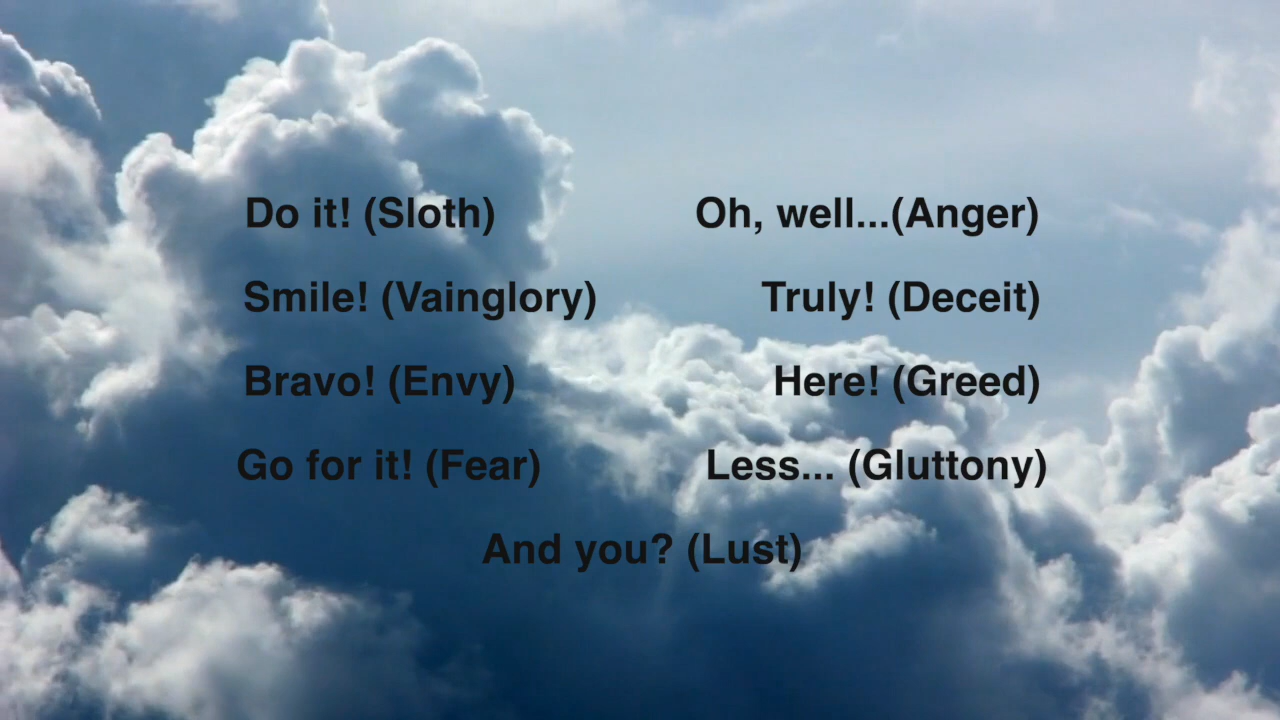 Do it! (Sloth) Oh, well...(Anger)
Smile! (Vainglory) Truly! (Deceit)
Bravo! (Envy) Here! (Greed)
Go for it! (Fear) Less... (Gluttony)
And you? (Lust)